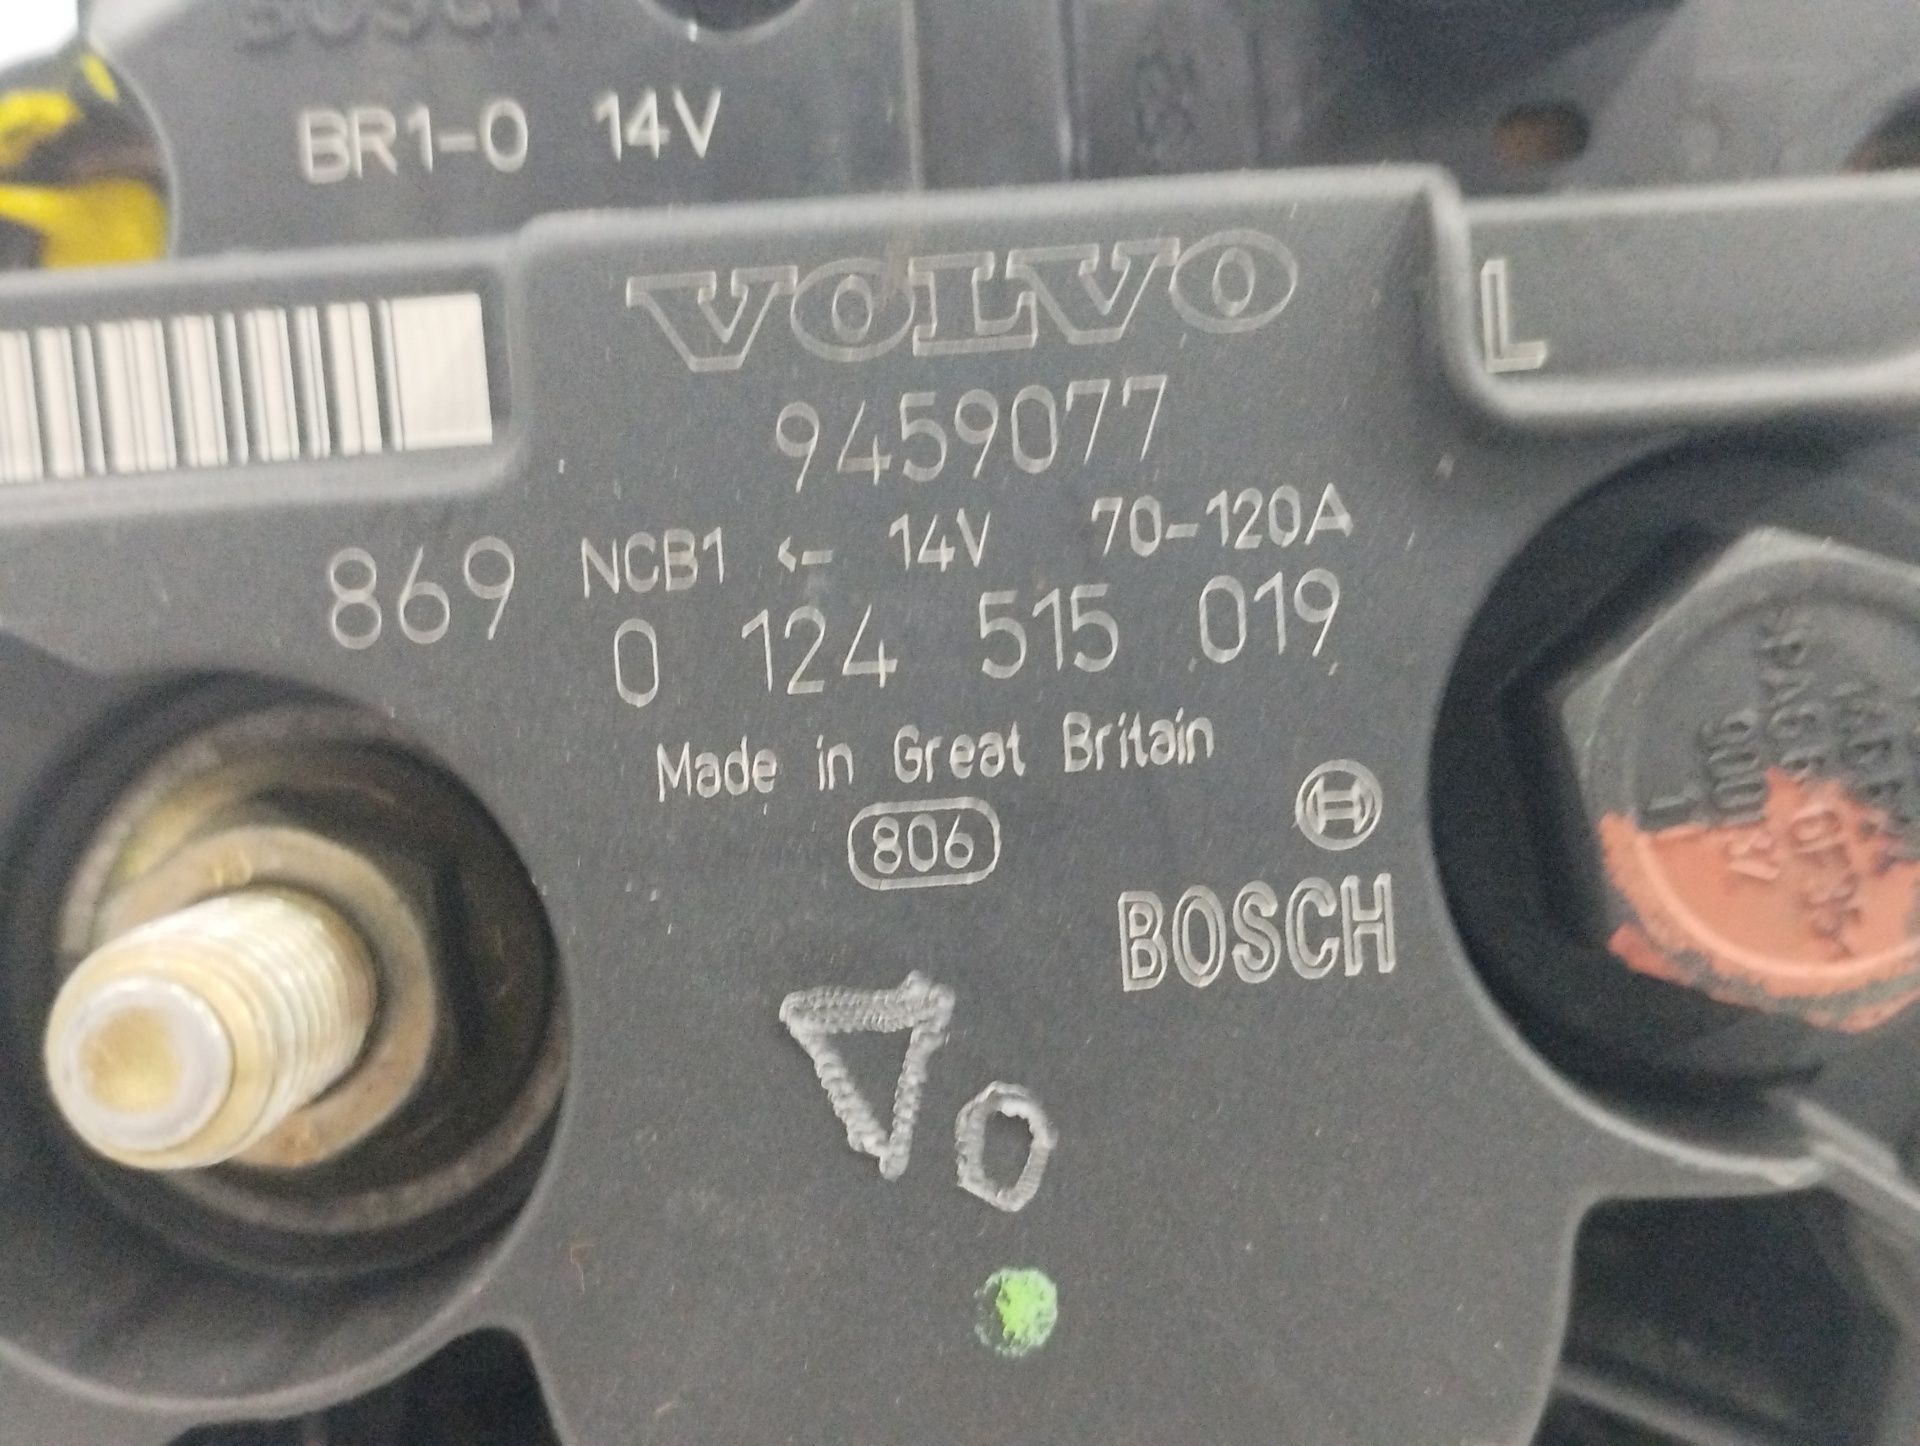 BOSCH
BR1-0 14V
VOLVO
L
9459077
869 NCB1 <- 14V 70-120A
0 124 515 019
Made in Great Britain
806
BOSCH